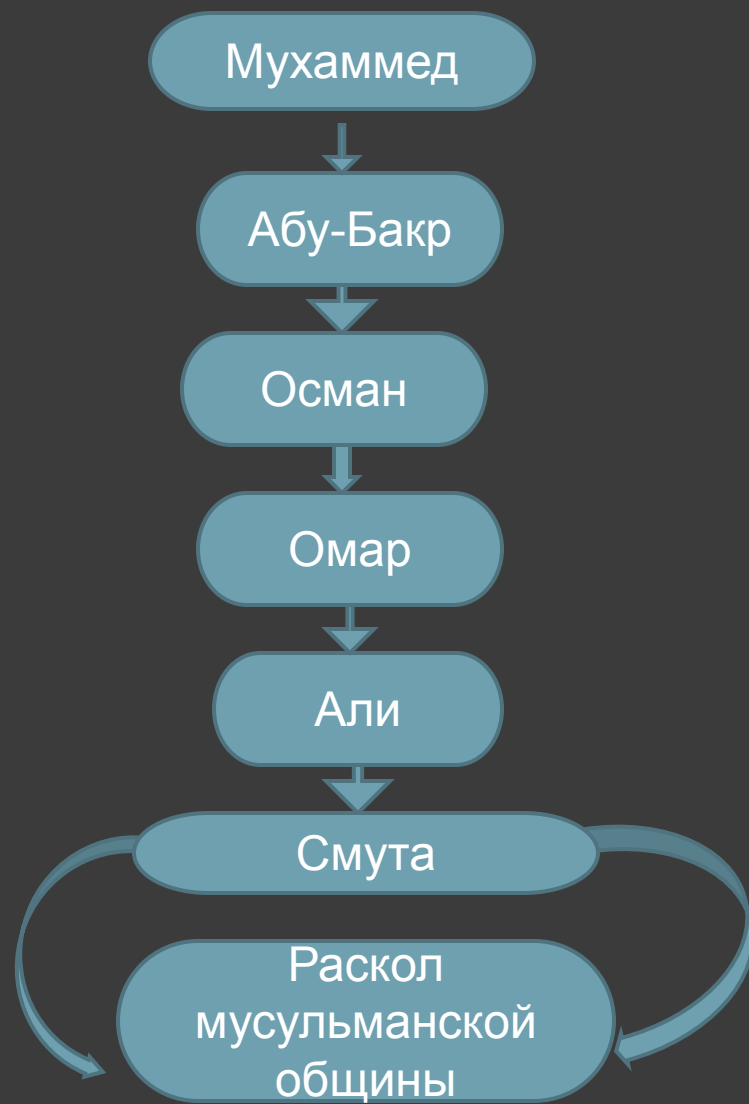 Мухаммед
Абу-Бакр
Осман
Омар
Али
Смута
Раскол
мусульманской
общины